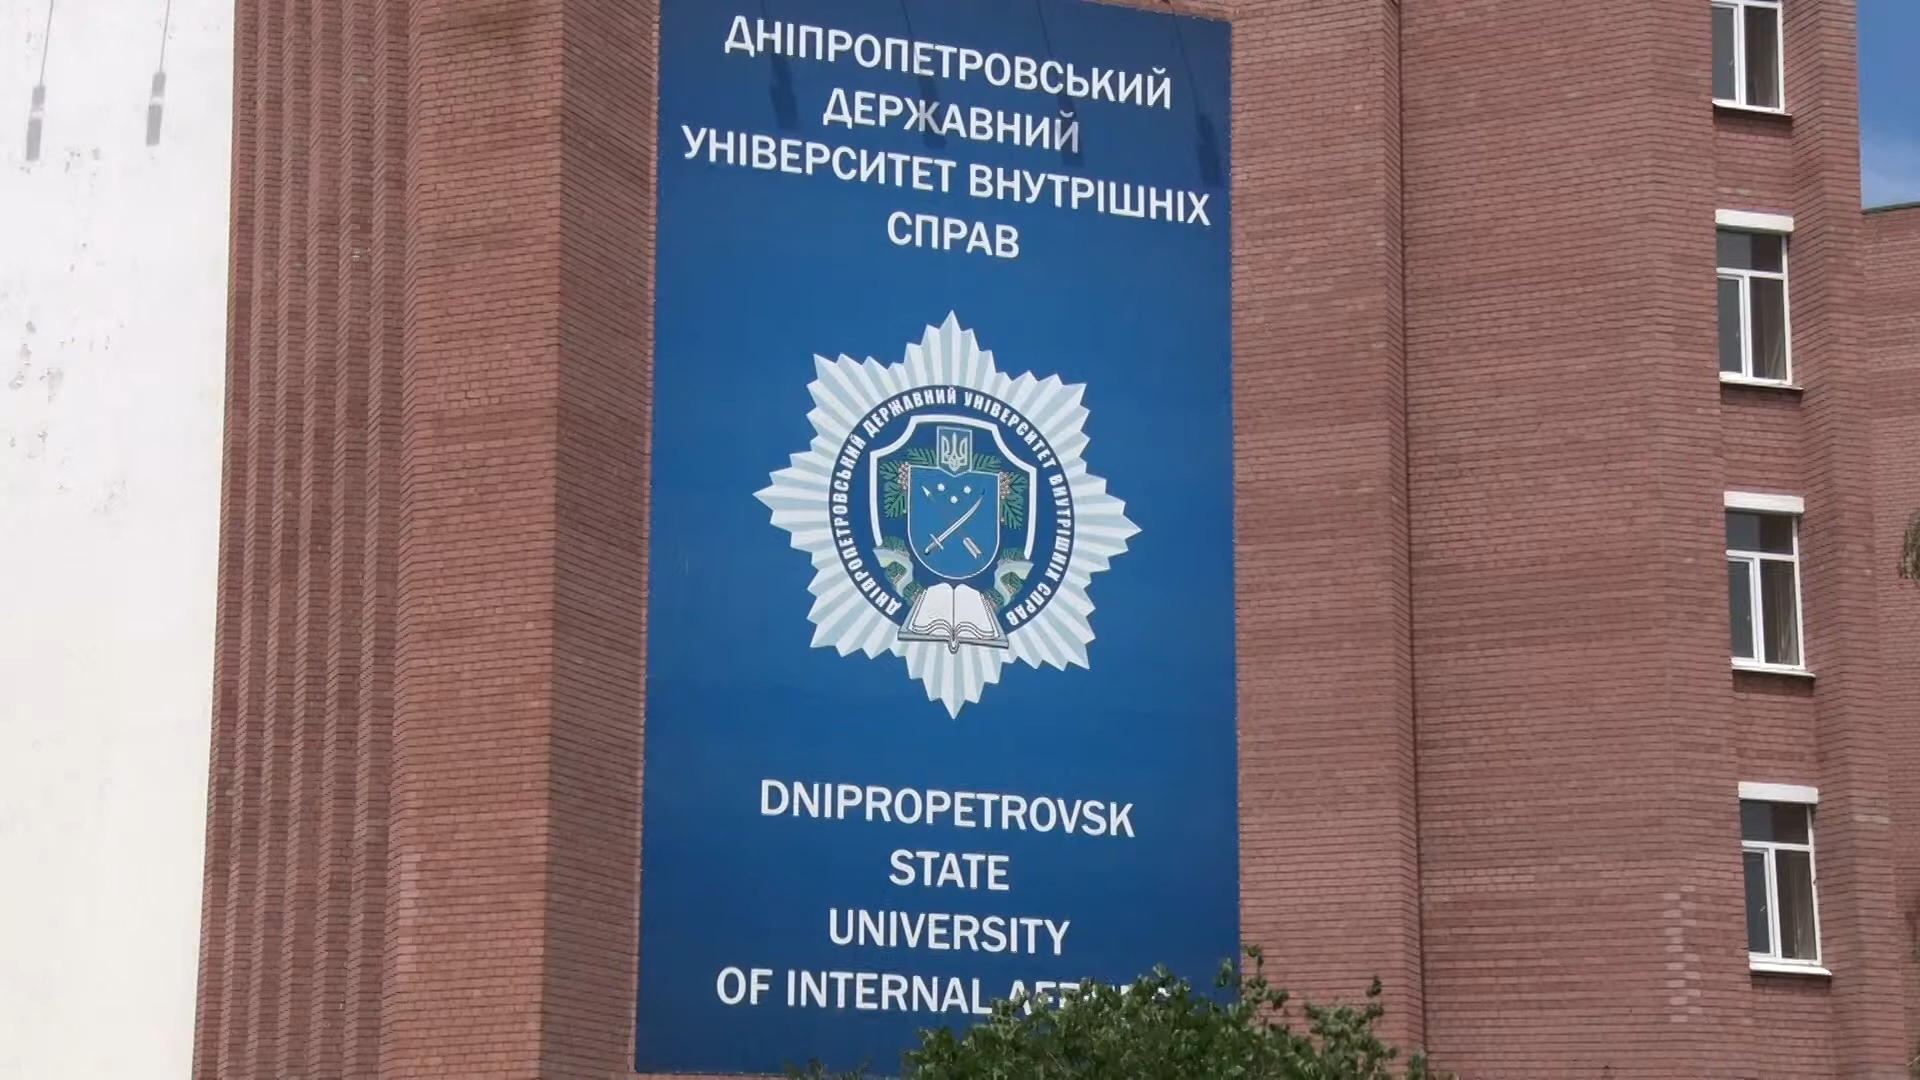 ДНІПРОПЕТРОВСЬКИЙ
ДЕРЖАВНИЙ
УНІВЕРСИТЕТ ВНУТРІШНІХ
СПРАВ
ДНІПРОПЕТРОВСЬКИЙ ДЕРЖАВНИЙ УНІВЕРСИТЕТ ВНУТРІШНІХ СПРАВ
DNIPROPETROVSK
STATE
UNIVERSITY
OF INTERNAL